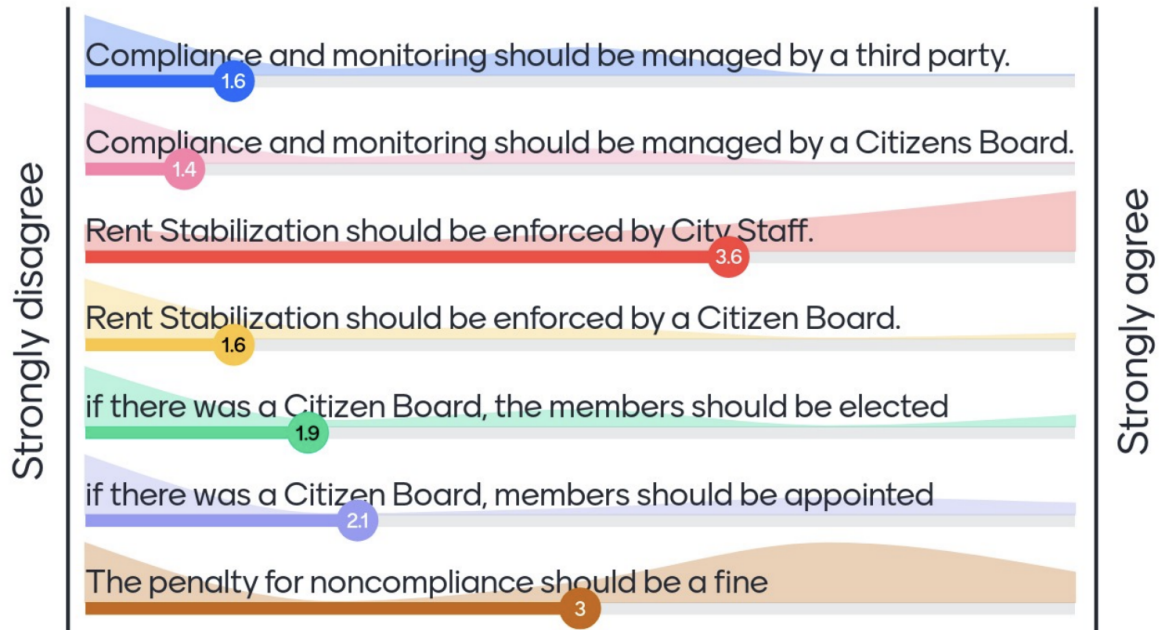 Strongly disagree
Compliance and monitoring should be managed by a third party.
1.6
Compliance and monitoring should be managed by a Citizens Board.
1.4
Rent Stabilization should be enforced by City Staff.
3.6
Rent Stabilization should be enforced by a Citizen Board.
1.6
if there was a Citizen Board, the members should be elected
1.9
if there was a Citizen Board, members should be appointed
2.1
The penalty for noncompliance should be a fine
3
Strongly agree